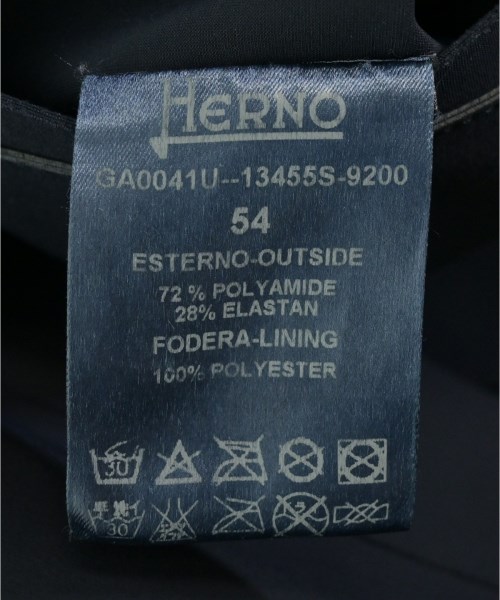 HERNO
GA0041U--13455S-9200
54
ESTERNO-OUTSIDE
72 % POLYAMIDE
28% ELASTAN
FODERA-LINING
100% POLYESTER
30
30